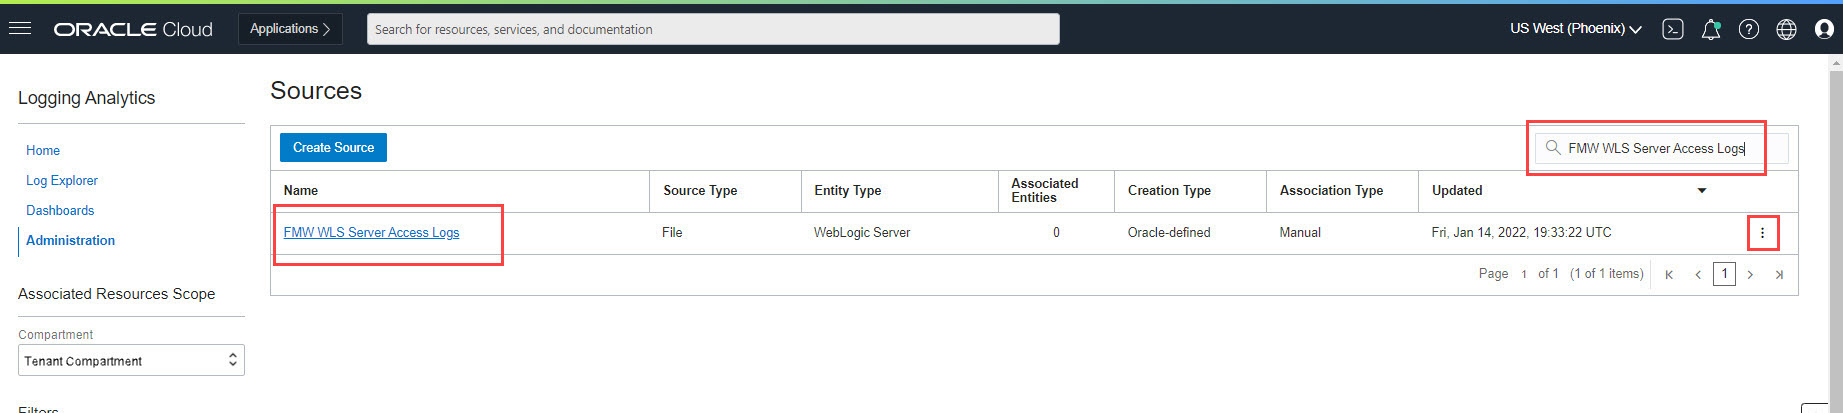 ORACLE Cloud
Applications
Search for resources, services, and documentation
US West (Phoenix)
Logging Analytics
Home
Log Explorer
Dashboards
Administration
Associated Resources Scope
Compartment
Tenant Compartment
Filters
Sources
Create Source
FMW WLS Server Access Logs
Name Source Type Entity Type Associated Entities Creation Type Association Type Updated
FMW WLS Server Access Logs File WebLogic Server 0 Oracle-defined Manual Fri, Jan 14, 2022, 19:33:22 UTC
Page 1 of 1 (1 of 1 items) 1